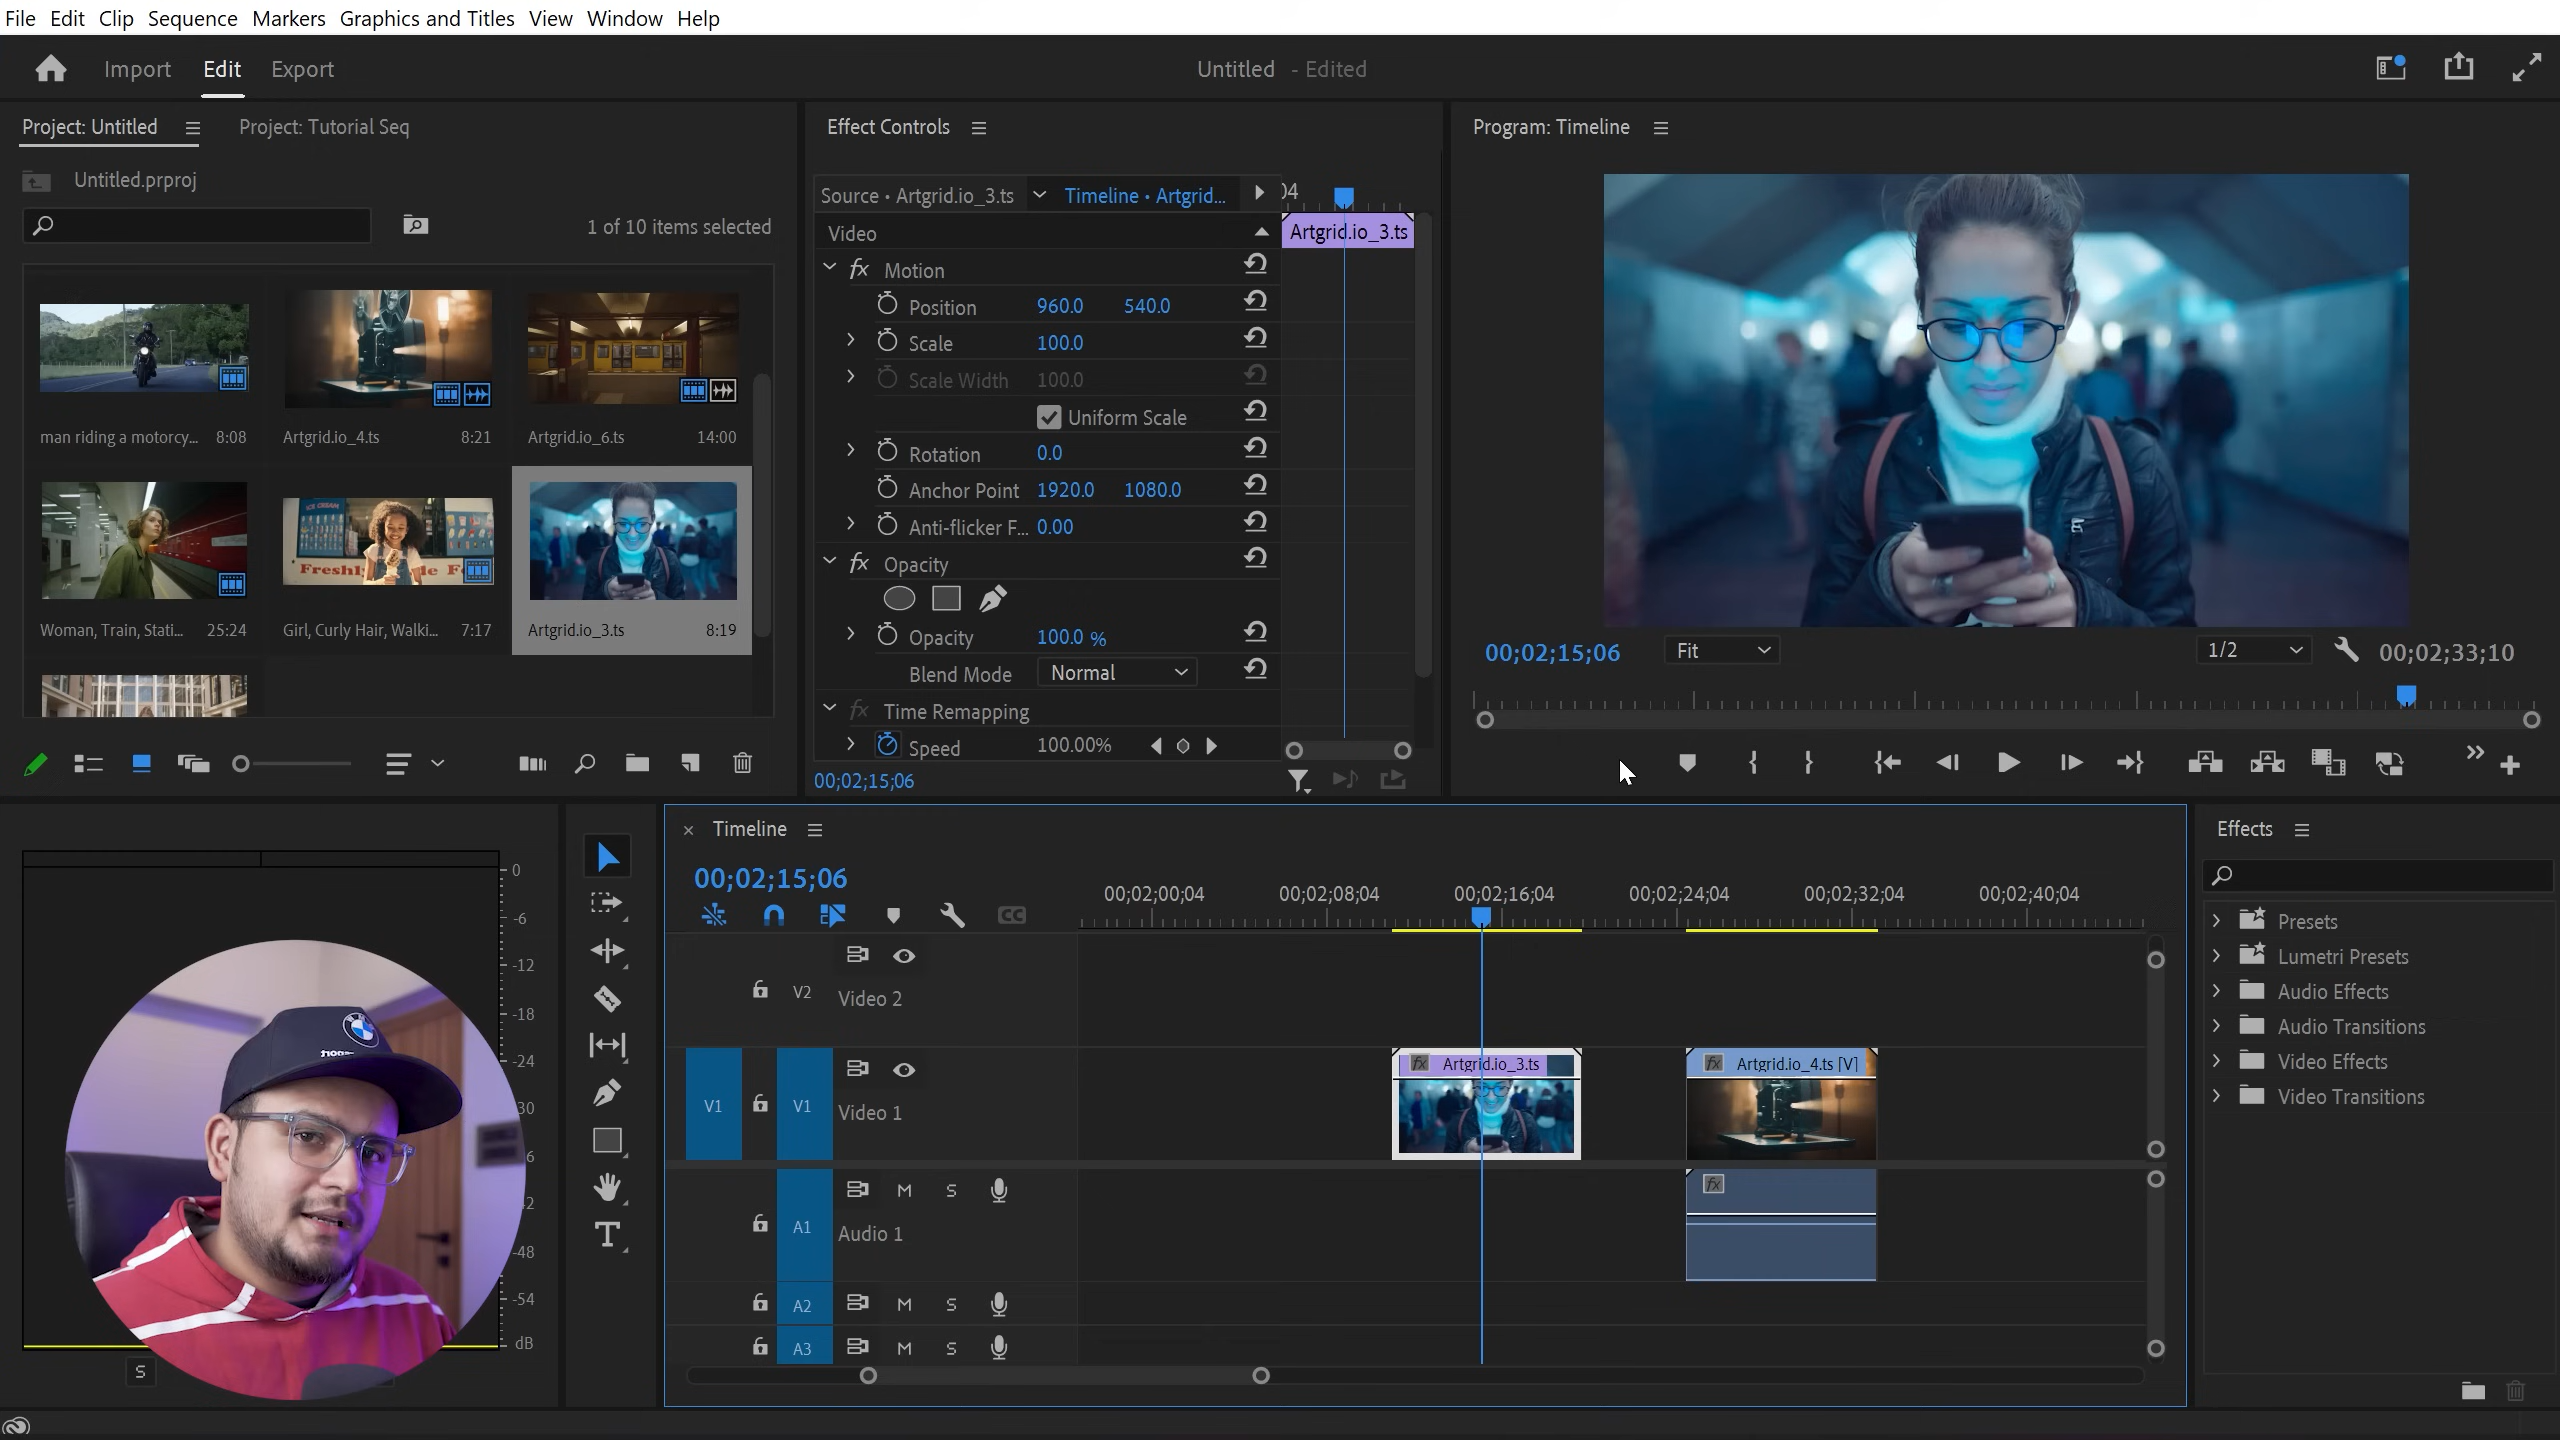 File Edit Clip Sequence Markers Graphics and Titles View Window Help
Import Edit Export
Untitled - Edited
Project: Untitled
Project: Tutorial Seq
Untitled.prproj
1 of 10 items selected
man riding a motorcy... 8:08
Artgrid.io_4.ts 8:21
Artgrid.io_6.ts 14:00
ICE CREAM
Woman, Train, Stati... 25:24
Girl, Curly Hair, Walki... 7:17
Artgrid.io_3.ts 8:19
Effect Controls
Source • Artgrid.io_3.ts
Timeline • Artgrid...
04
Video
Artgrid.io_3.ts
fx Motion
Position 960.0 540.0
Scale 100.0
Scale Width 100.0
Uniform Scale
Rotation 0.0
Anchor Point 1920.0 1080.0
Anti-flicker F... 0.00
fx Opacity
Opacity 100.0 %
Blend Mode Normal
fx Time Remapping
Speed 100.00%
00;02;15;06
Program: Timeline
00;02;15;06 Fit 1/2 00;02;33;10
0
-6
-12
-18
-24
30
6
2
-48
-54
dB
S
BMW
T
× Timeline
00;02;15;06
CC
00;02;00;04 00;02;08;04 00;02;16;04 00;02;24;04 00;02;32;04 00;02;40;04
V2 Video 2
V1 V1 Video 1
fx Artgrid.io_3.ts
fx Artgrid.io_4.ts [V]
A1 M S Audio 1
fx
A2 M S
A3 M S
Effects
Presets
Lumetri Presets
Audio Effects
Audio Transitions
Video Effects
Video Transitions